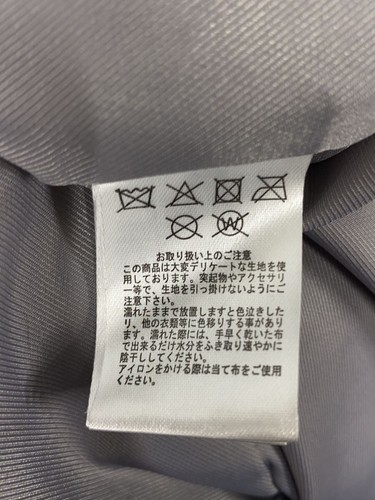 W
お取り扱い上のご注意
この商品は大変デリケートな生地を使
用しております。突起物やアクセサリ
ー等で、生地を引っ掛けないようにご
注意下さい。
濡れたままで放置しますと色泣きした
り、他の衣類等に色移りする事があり
ます。濡れた際には、手早く乾いた布
で出来るだけ水分をふき取り速やかに
陰干ししてください。
アイロンをかける際は当て布をご使用
ください。